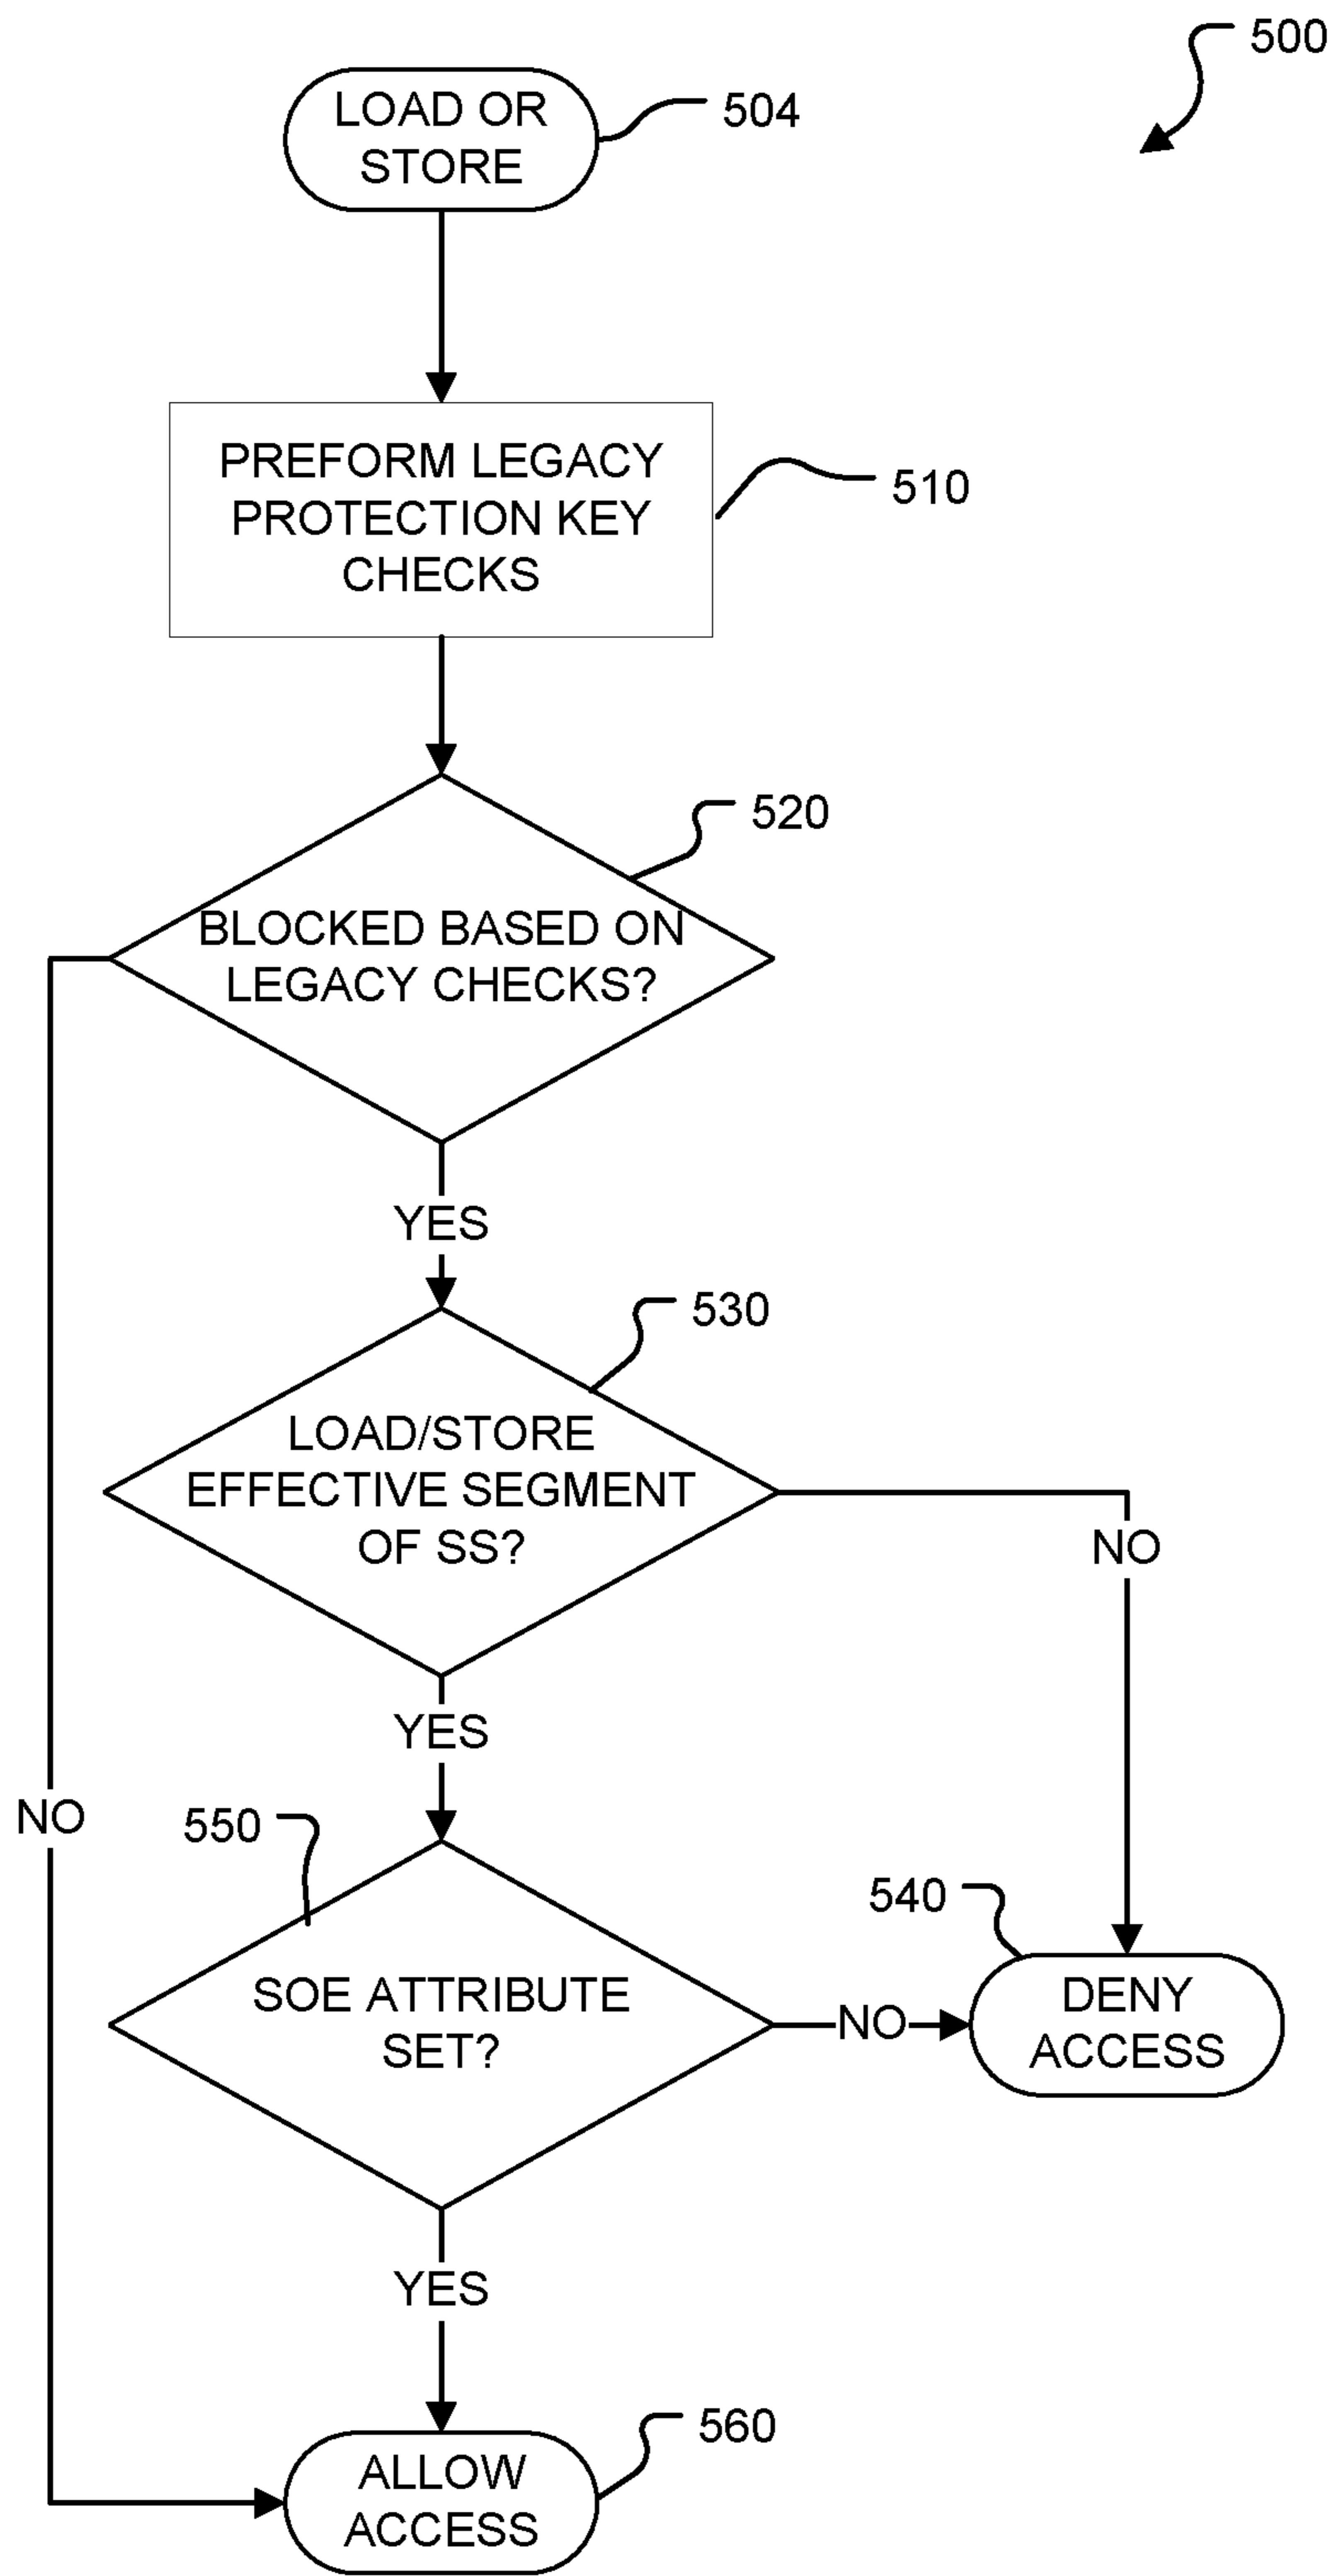 500
LOAD OR
STORE
504
PREFORM LEGACY
PROTECTION KEY
CHECKS
510
520
BLOCKED BASED ON
LEGACY CHECKS?
YES
530
LOAD/STORE
EFFECTIVE SEGMENT
OF SS?
NO
YES
NO
550
540
SOE ATTRIBUTE
SET?
NO
DENY
ACCESS
YES
560
ALLOW
ACCESS